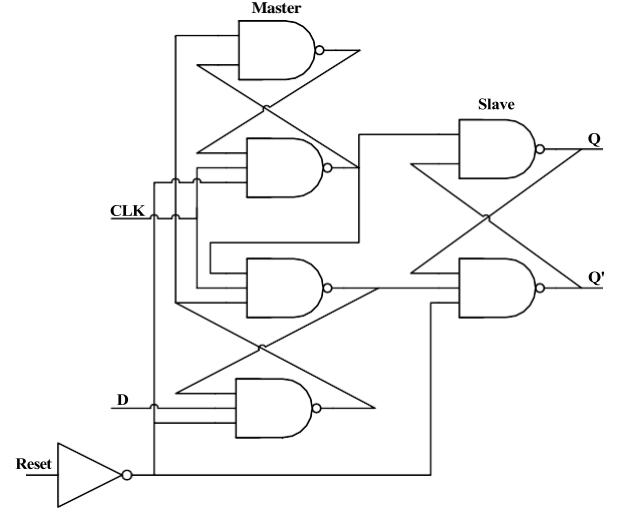 Master
Slave
Q
CLK
Q'
D
Reset